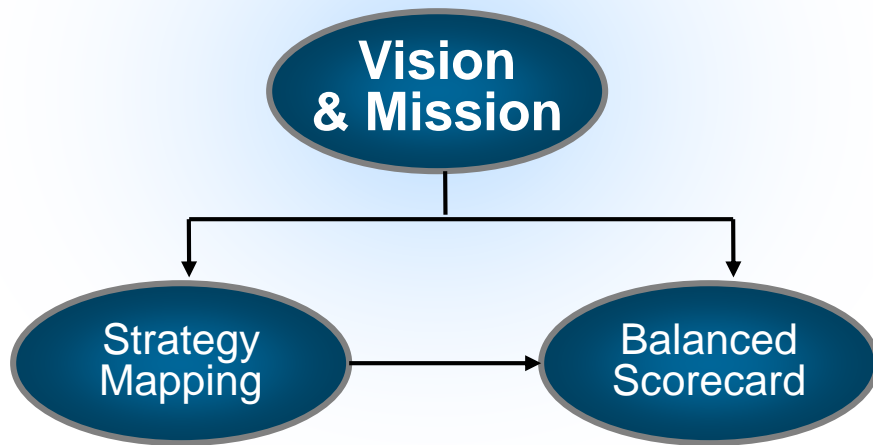 Vision
& Mission
Strategy
Mapping
Balanced
Scorecard